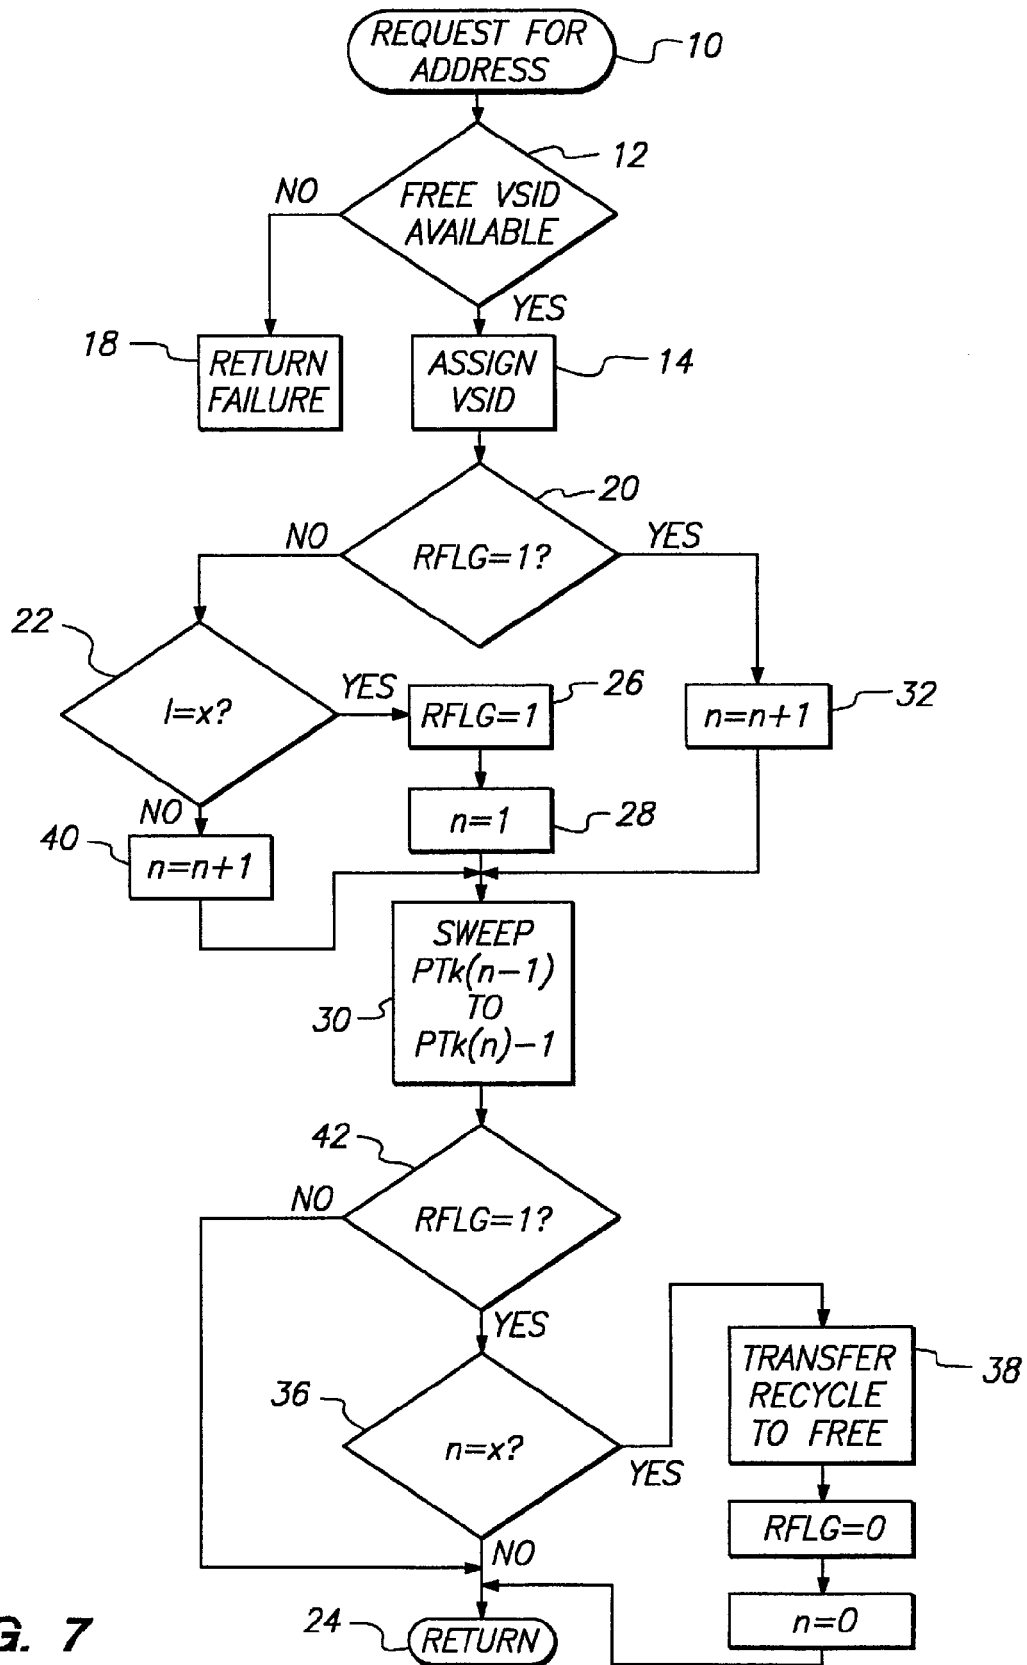 REQUEST FOR
ADDRESS
10
12
FREE VSID
AVAILABLE
NO
YES
18
RETURN
FAILURE
ASSIGN
VSID
14
20
RFLG=1?
NO
YES
22
l=x?
YES
RFLG=1
26
n=n+1
32
NO
n=1
28
40
n=n+1
SWEEP
PTk(n-1)
TO
PTk(n)-1
30
42
RFLG=1?
NO
YES
36
n=x?
YES
TRANSFER
RECYCLE
TO FREE
38
RFLG=0
NO
n=0
24
RETURN
G. 7